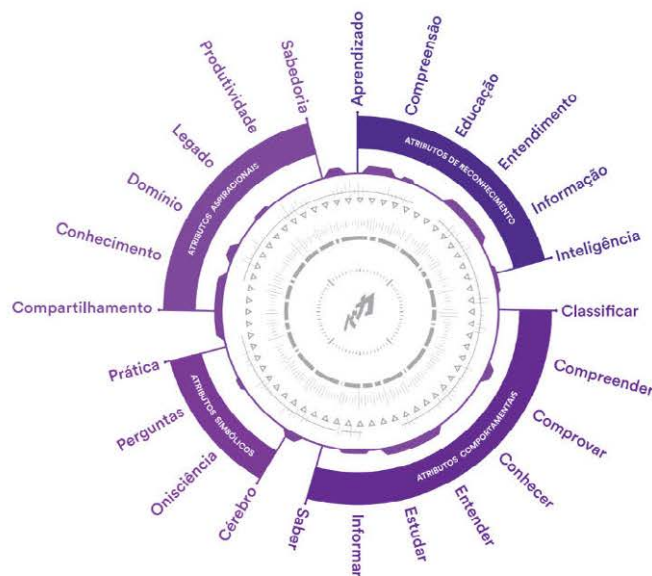 Sabedoria
Produtividade
Legado
Domínio
Conhecimento
Compartilhamento
ATRIBUTOS ASPIRACIONAIS
Aprendizado
Compreensão
Educação
Entendimento
Informação
Inteligência
ATRIBUTOS DE RECONHECIMENTO
Classificar
Compreender
Comprovar
Conhecer
Entender
Estudar
Informar
Saber
ATRIBUTOS COMPORTAMENTAIS
Cérebro
Onisciência
Perguntas
Prática
ATRIBUTOS SIMBÓLICOS